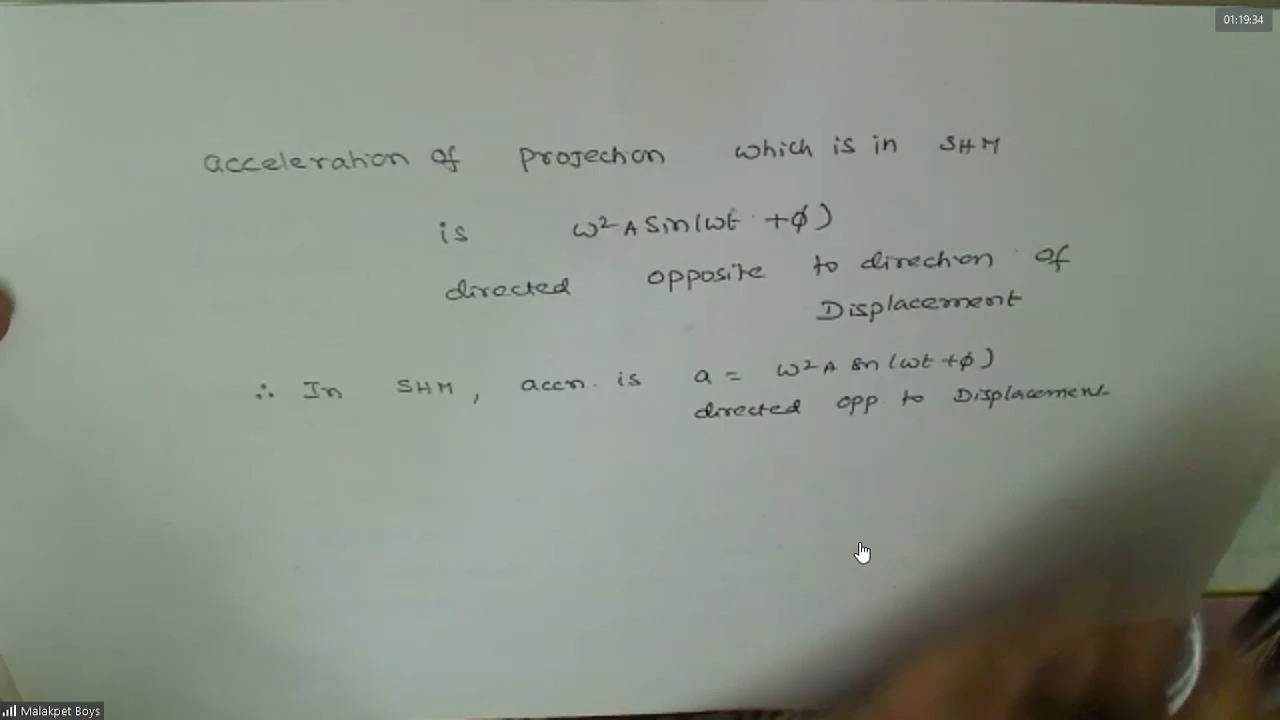 01:19:34
acceleration of projection which is in SHM
is ω²A Sin(ωt + ϕ)
directed opposite to direction of
Displacement
∴ In SHM, accn. is a = ω²A Sin(ωt + ϕ)
directed opp to Displacement.
Malakpet Boys